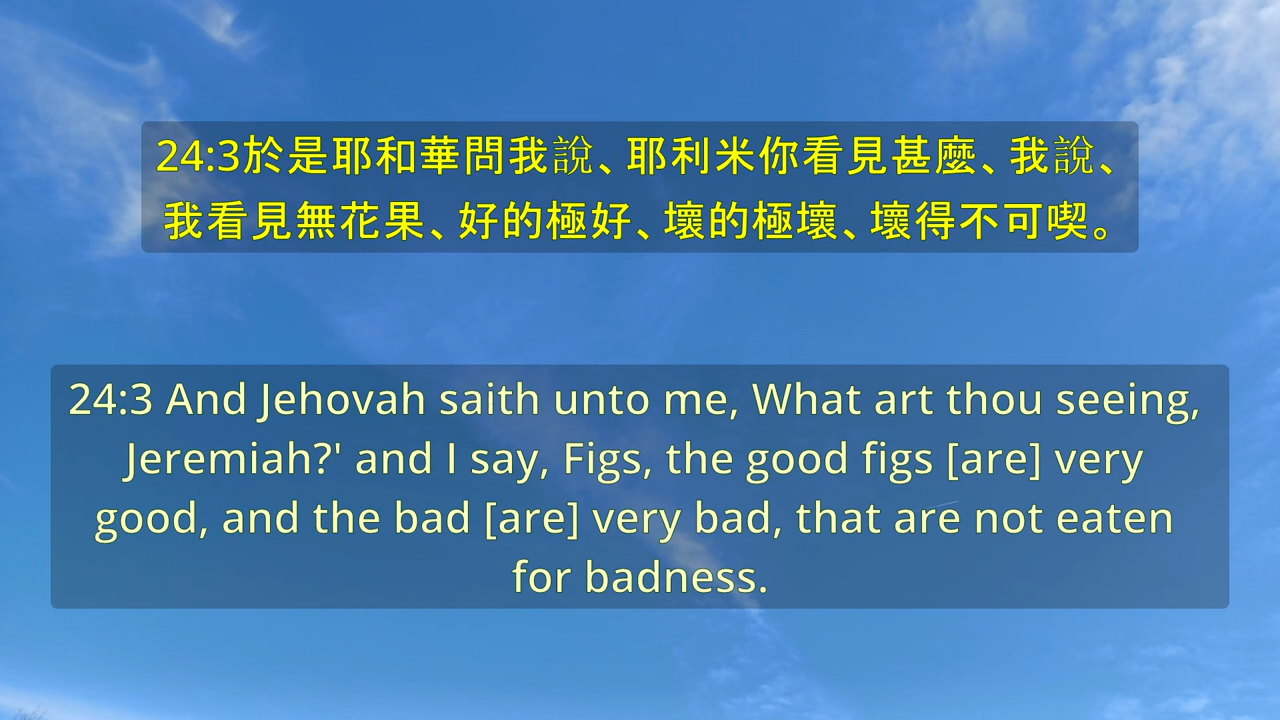 24:3於是耶和華問我說、耶利米你看見甚麼、我說、
我看見無花果、好的極好、壞的極壞、壞得不可喫。
24:3 And Jehovah saith unto me, What art thou seeing,
Jeremiah?' and I say, Figs, the good figs [are] very
good, and the bad [are] very bad, that are not eaten
for badness.